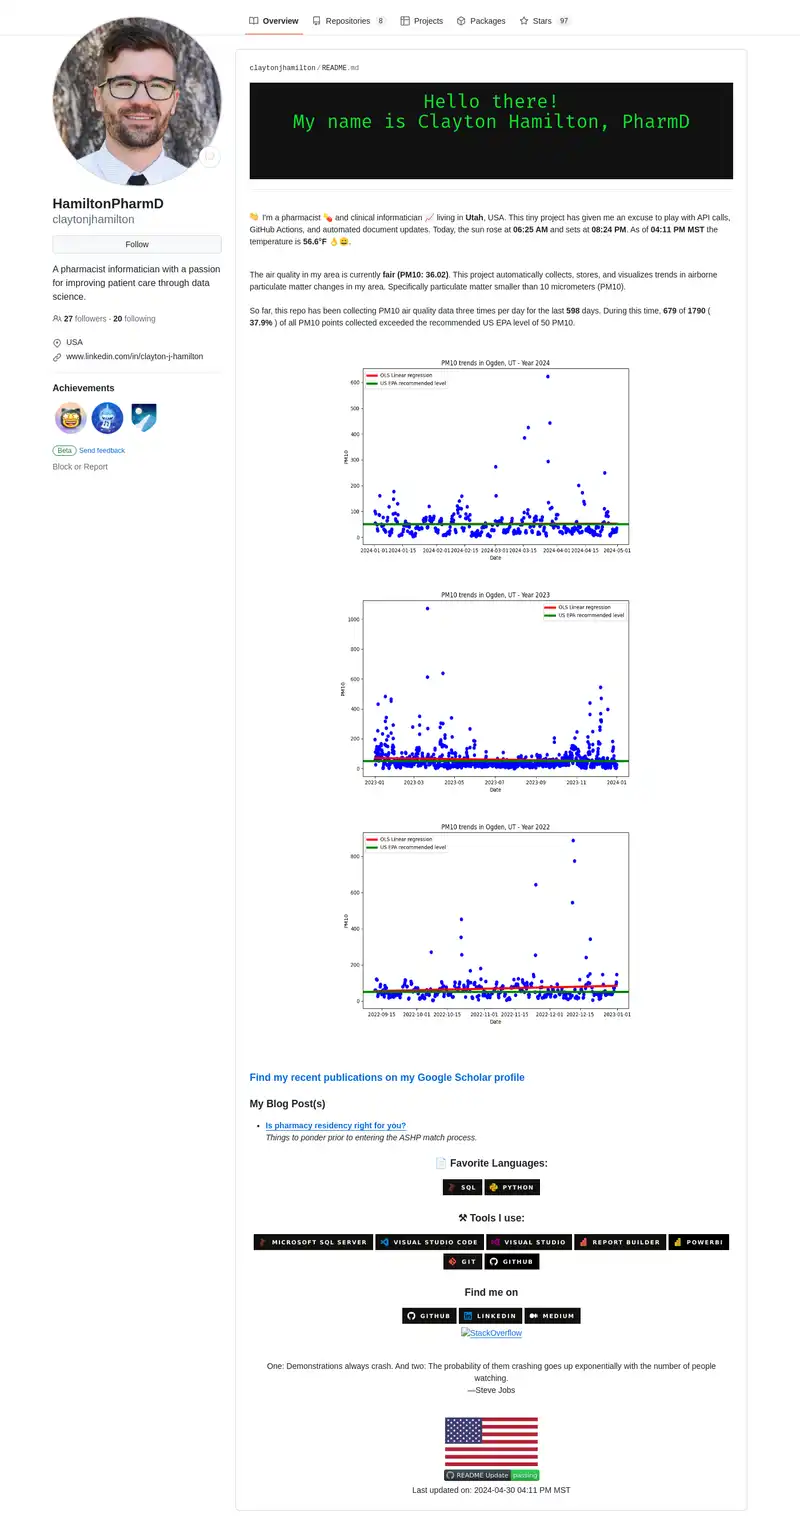 Overview Repositories 8 Projects Packages Stars 97
HamiltonPharmD
claytonjhamilton
Follow
A pharmacist informatician with a passion
for improving patient care through data
science.
27 followers · 20 following
USA
www.linkedin.com/in/clayton-j-hamilton
Achievements
Beta Send feedback
Block or Report
claytonjhamilton / README.md
Hello there!
My name is Clayton Hamilton, PharmD
👋 I'm a pharmacist 💊 and clinical informatician 📈 living in Utah, USA. This tiny project has given me an excuse to play with API calls,
GitHub Actions, and automated document updates. Today, the sun rose at 06:25 AM and sets at 08:24 PM. As of 04:11 PM MST the
temperature is 56.6°F 👌😄.
The air quality in my area is currently fair (PM10: 36.02). This project automatically collects, stores, and visualizes trends in airborne
particulate matter changes in my area. Specifically particulate matter smaller than 10 micrometers (PM10).
So far, this repo has been collecting PM10 air quality data three times per day for the last 598 days. During this time, 679 of 1790 (
37.9% ) of all PM10 points collected exceeded the recommended US EPA level of 50 PM10.
PM10 trends in Ogden, UT - Year 2024
OLS Linear regression
US EPA recommended level
600
500
400
300
200
100
0
PM10
2024-01-01 2024-01-15 2024-02-01 2024-02-15 2024-03-01 2024-03-15 2024-04-01 2024-04-15 2024-05-01
Date
PM10 trends in Ogden, UT - Year 2023
OLS Linear regression
US EPA recommended level
1000
800
600
400
200
0
PM10
2023-01 2023-03 2023-05 2023-07 2023-09 2023-11 2024-01
Date
PM10 trends in Ogden, UT - Year 2022
OLS Linear regression
US EPA recommended level
800
600
400
200
0
PM10
2022-09-15 2022-10-01 2022-10-15 2022-11-01 2022-11-15 2022-12-01 2022-12-15 2023-01-01
Date
Find my recent publications on my Google Scholar profile
My Blog Post(s)
• Is pharmacy residency right for you?
Things to ponder prior to entering the ASHP match process.
📄 Favorite Languages:
SQL PYTHON
⚒ Tools I use:
MICROSOFT SQL SERVER VISUAL STUDIO CODE VISUAL STUDIO REPORT BUILDER POWERBI
GIT GITHUB
Find me on
GITHUB LINKEDIN MEDIUM
StackOverflow
One: Demonstrations always crash. And two: The probability of them crashing goes up exponentially with the number of people
watching.
—Steve Jobs
README Update passing
Last updated on: 2024-04-30 04:11 PM MST